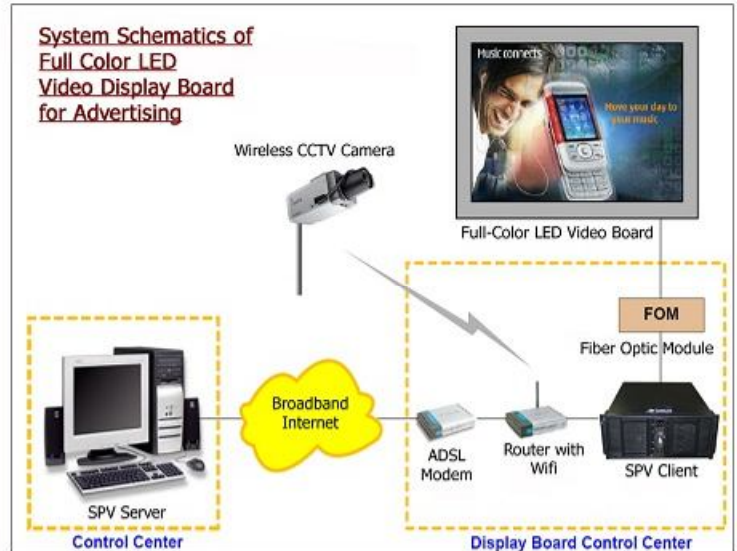 System Schematics of
Full Color LED
Video Display Board
for Advertising
Music connects
Move your day to
your music
Wireless CCTV Camera
Full-Color LED Video Board
FOM
Fiber Optic Module
Broadband
Internet
ADSL
Modem
Router with
Wifi
SPV Client
SPV Server
Control Center
Display Board Control Center